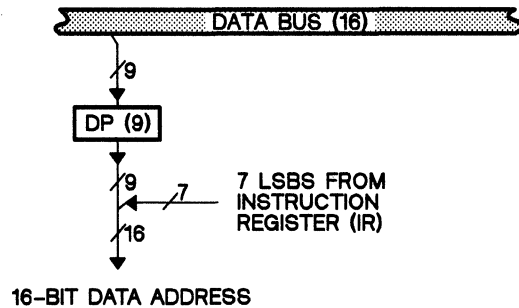 DATA BUS (16)
9
DP (9)
9
7
7 LSBS FROM
INSTRUCTION
REGISTER (IR)
16
16-BIT DATA ADDRESS